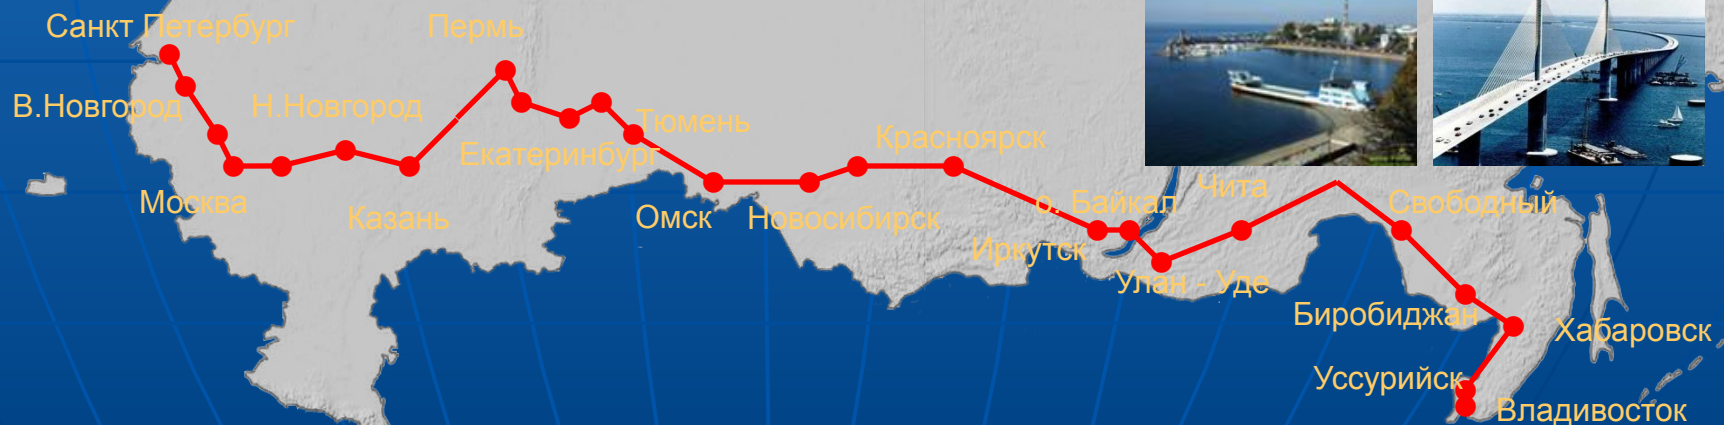 Санкт Петербург
Пермь
В.Новгород
Н.Новгород
Тюмень
Екатеринбург
Красноярск
Москва
Казань
Омск
Новосибирск
о. Байкал
Чита
Свободный
Иркутск
Улан - Уде
Биробиджан
Хабаровск
Уссурийск
Владивосток